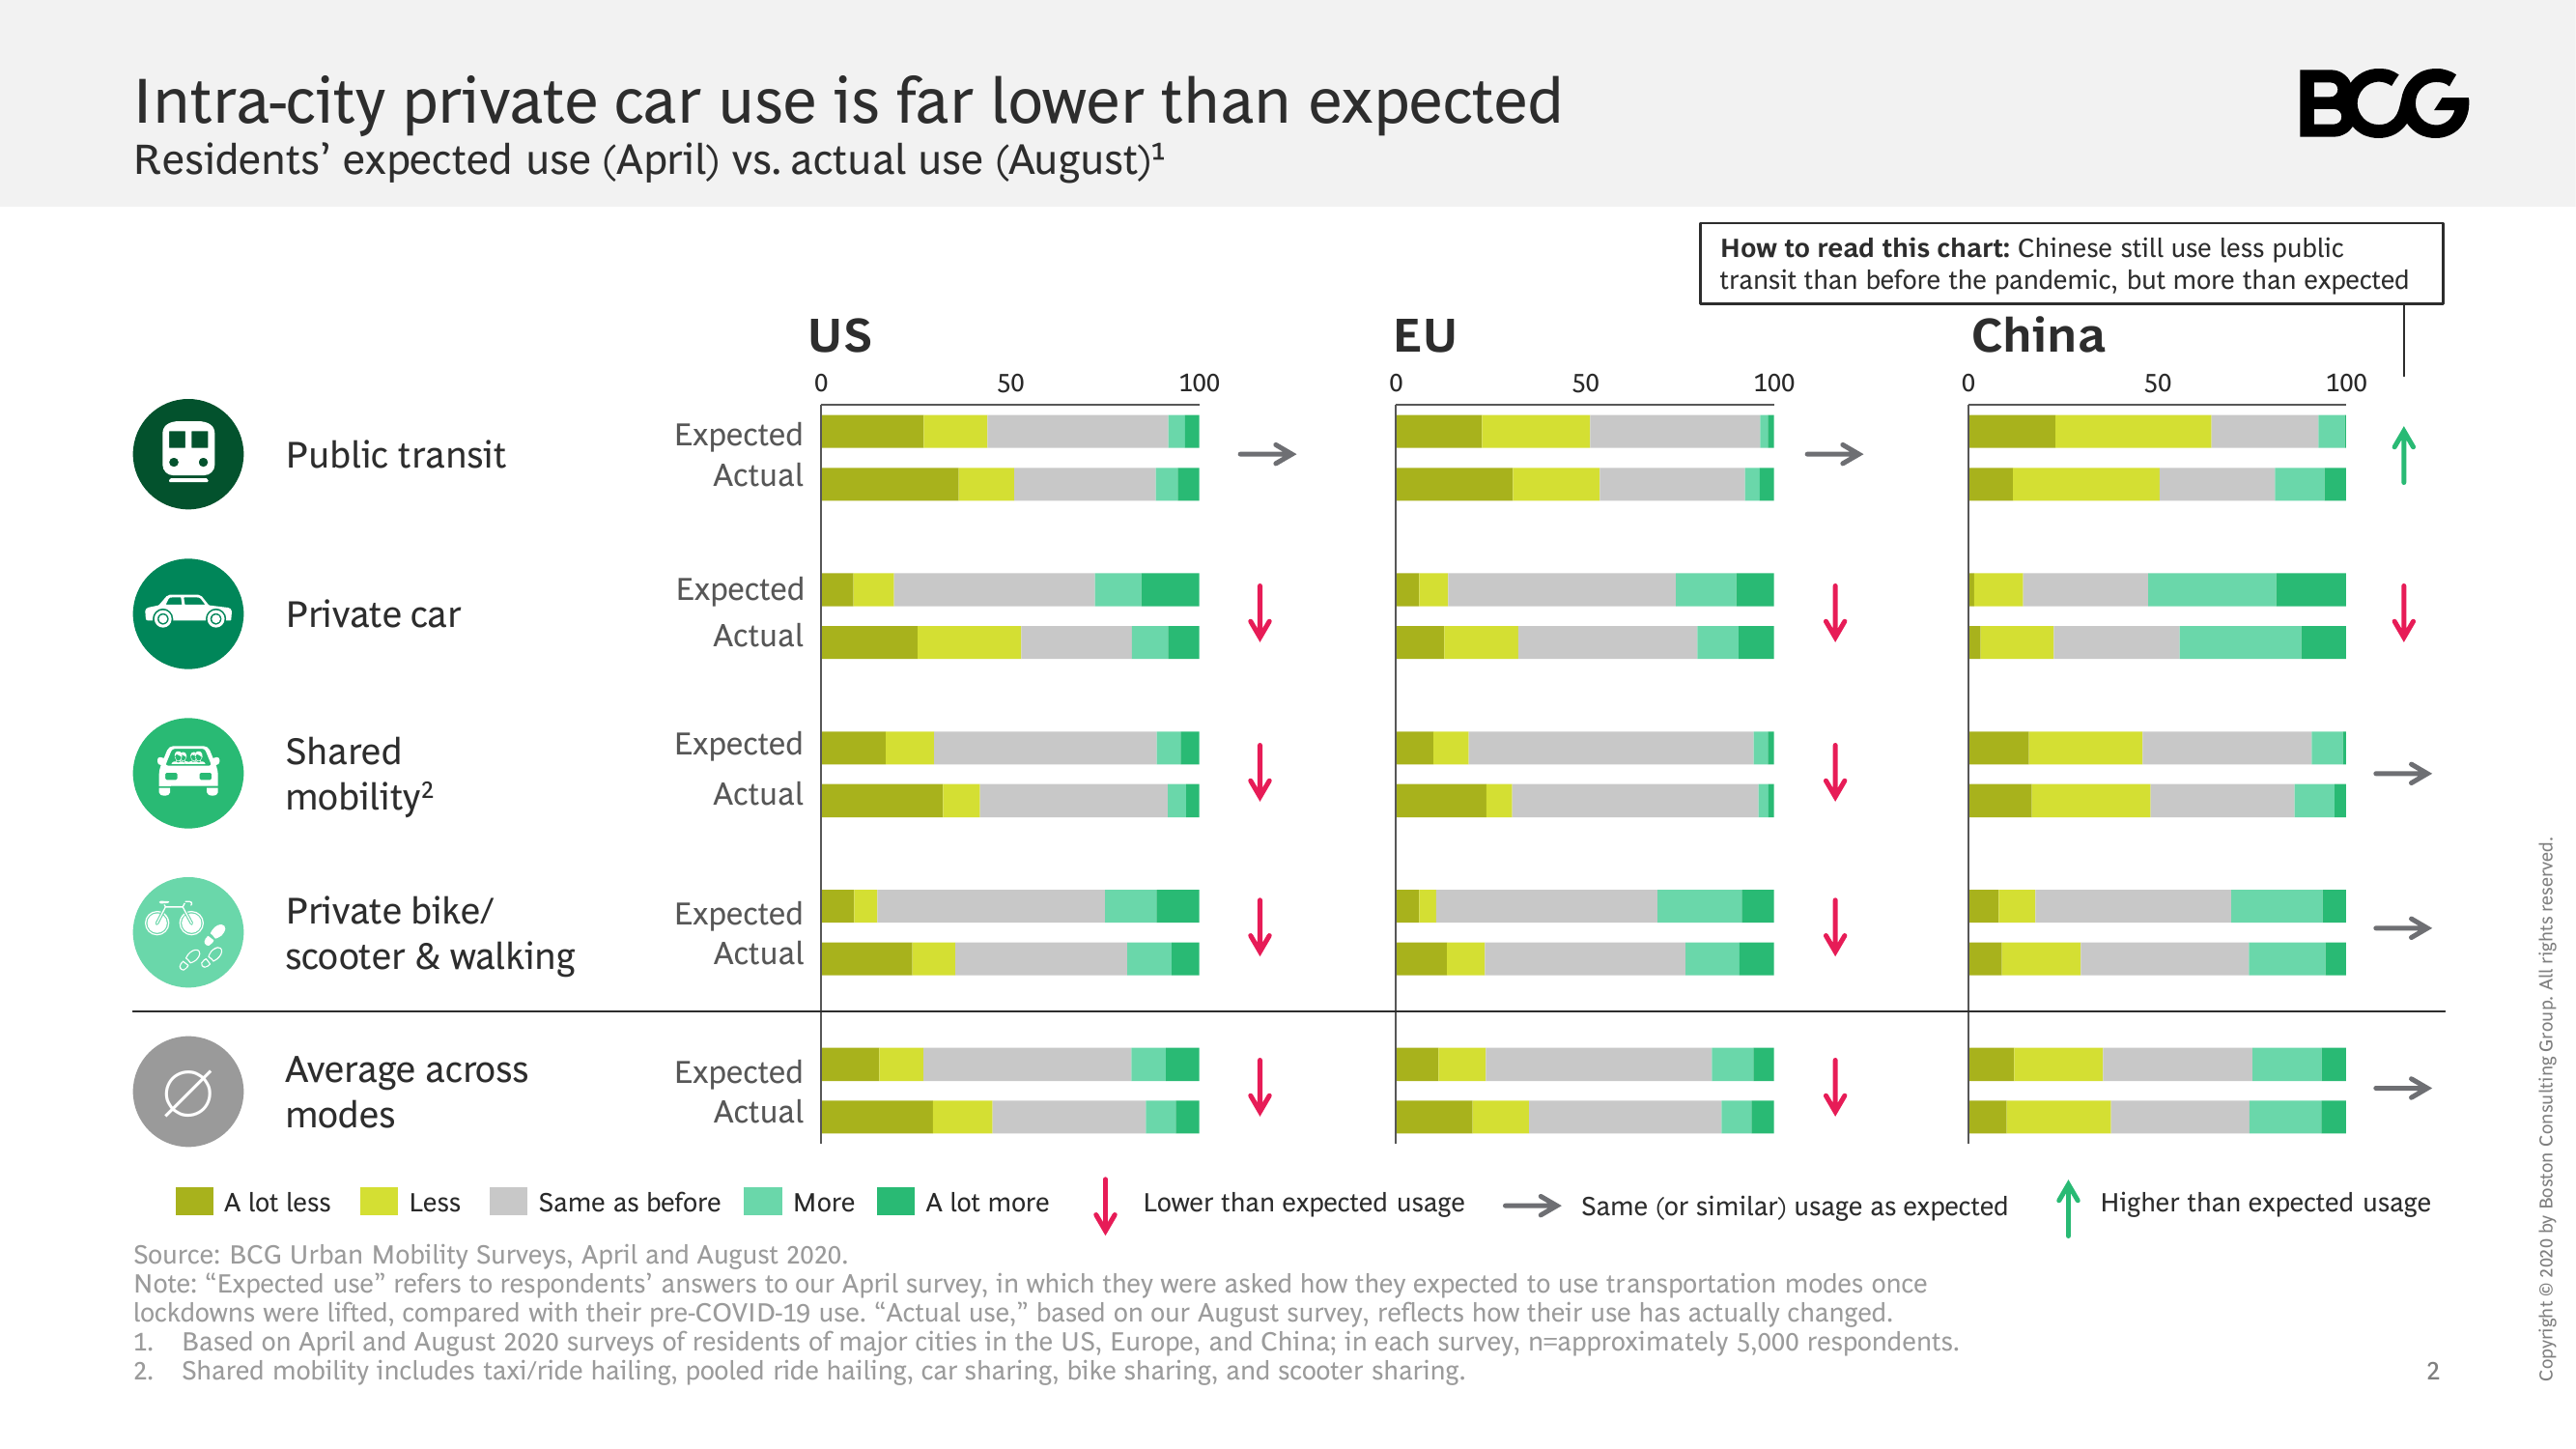 Intra-city private car use is far lower than expected
Residents’ expected use (April) vs. actual use (August)¹
BCG
How to read this chart: Chinese still use less public
transit than before the pandemic, but more than expected
US
EU
China
0 50 100
0 50 100
0 50 100
Public transit
Expected
Actual
Private car
Expected
Actual
Shared
mobility²
Expected
Actual
Private bike/
scooter & walking
Expected
Actual
Average across
modes
Expected
Actual
A lot less
Less
Same as before
More
A lot more
Lower than expected usage
Same (or similar) usage as expected
Higher than expected usage
Source: BCG Urban Mobility Surveys, April and August 2020.
Note: “Expected use” refers to respondents’ answers to our April survey, in which they were asked how they expected to use transportation modes once
lockdowns were lifted, compared with their pre-COVID-19 use. “Actual use,” based on our August survey, reflects how their use has actually changed.
1. Based on April and August 2020 surveys of residents of major cities in the US, Europe, and China; in each survey, n=approximately 5,000 respondents.
2. Shared mobility includes taxi/ride hailing, pooled ride hailing, car sharing, bike sharing, and scooter sharing.
2
Copyright © 2020 by Boston Consulting Group. All rights reserved.